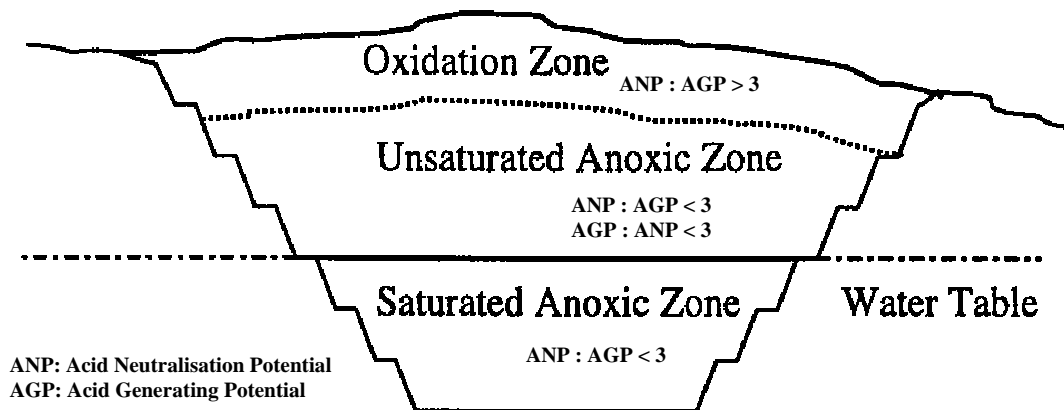 Oxidation Zone
ANP : AGP > 3
Unsaturated Anoxic Zone
ANP : AGP < 3
AGP : ANP < 3
Saturated Anoxic Zone
Water Table
ANP : AGP < 3
ANP: Acid Neutralisation Potential
AGP: Acid Generating Potential